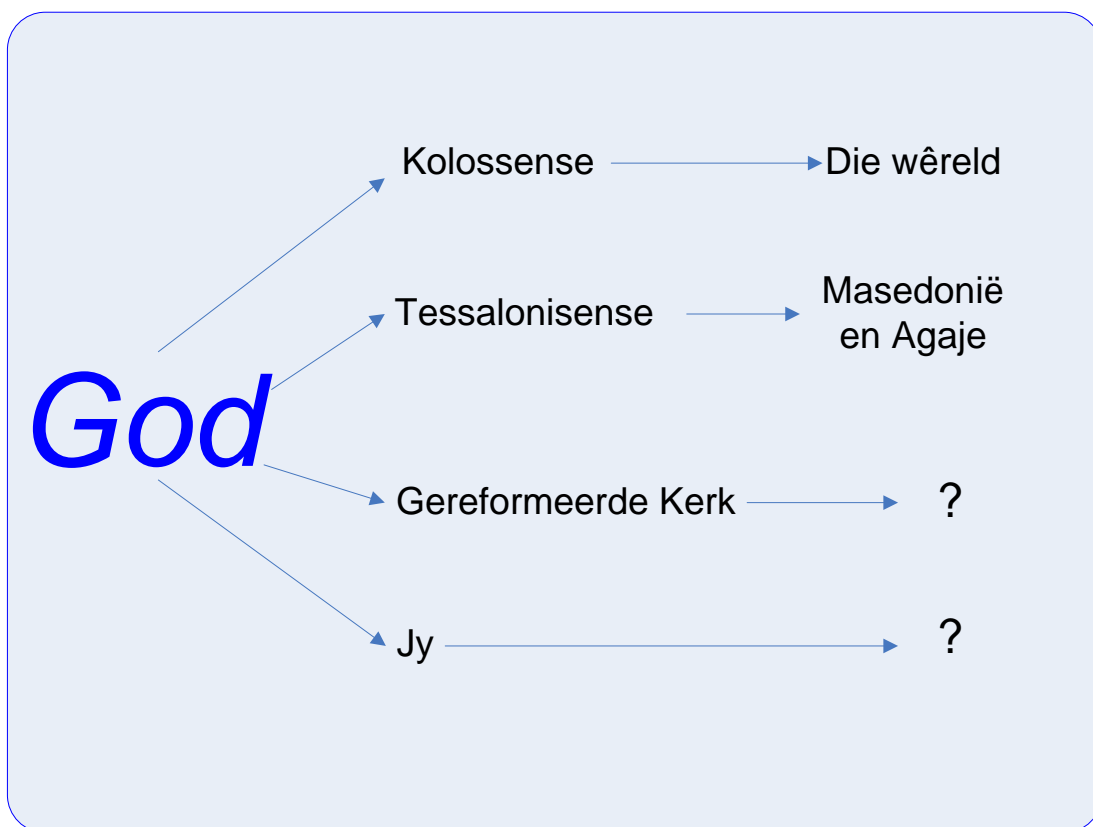 Kolossense
Die wêreld
Tessalonisense
Masedonië
en Agaje
God
Gereformeerde Kerk
?
Jy
?